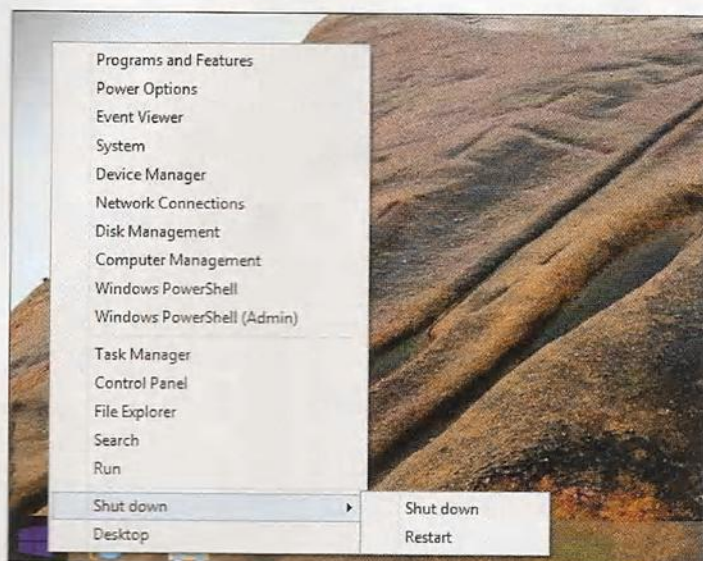 Programs and Features
Power Options
Event Viewer
System
Device Manager
Network Connections
Disk Management
Computer Management
Windows PowerShell
Windows PowerShell (Admin)
Task Manager
Control Panel
File Explorer
Search
Run
Shut down
Desktop
Shut down
Restart